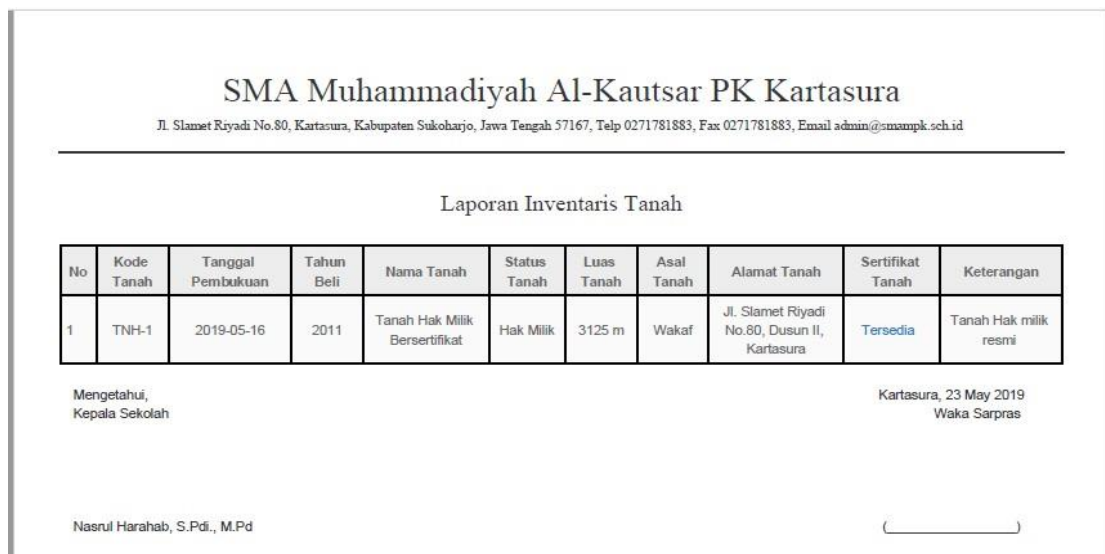 SMA Muhammadiyah Al-Kautsar PK Kartasura
Jl. Slamet Riyadi No.80, Kartasura, Kabupaten Sukoharjo, Jawa Tengah 57167, Telp 0271781883, Fax 0271781883, Email admin@smampk.sch.id
Laporan Inventaris Tanah
No Kode Tanah Tanggal Pembukuan Tahun Beli Nama Tanah Status Tanah Luas Tanah Asal Tanah Alamat Tanah Sertifikat Tanah Keterangan
1 TNH-1 2019-05-16 2011 Tanah Hak Milik Bersertifikat Hak Milik 3125 m Wakaf Jl. Slamet Riyadi No.80, Dusun II, Kartasura Tersedia Tanah Hak milik resmi
Mengetahui, Kartasura, 23 May 2019
Kepala Sekolah Waka Sarpras
Nasrul Harahab, S.Pdi., M.Pd (____________________)